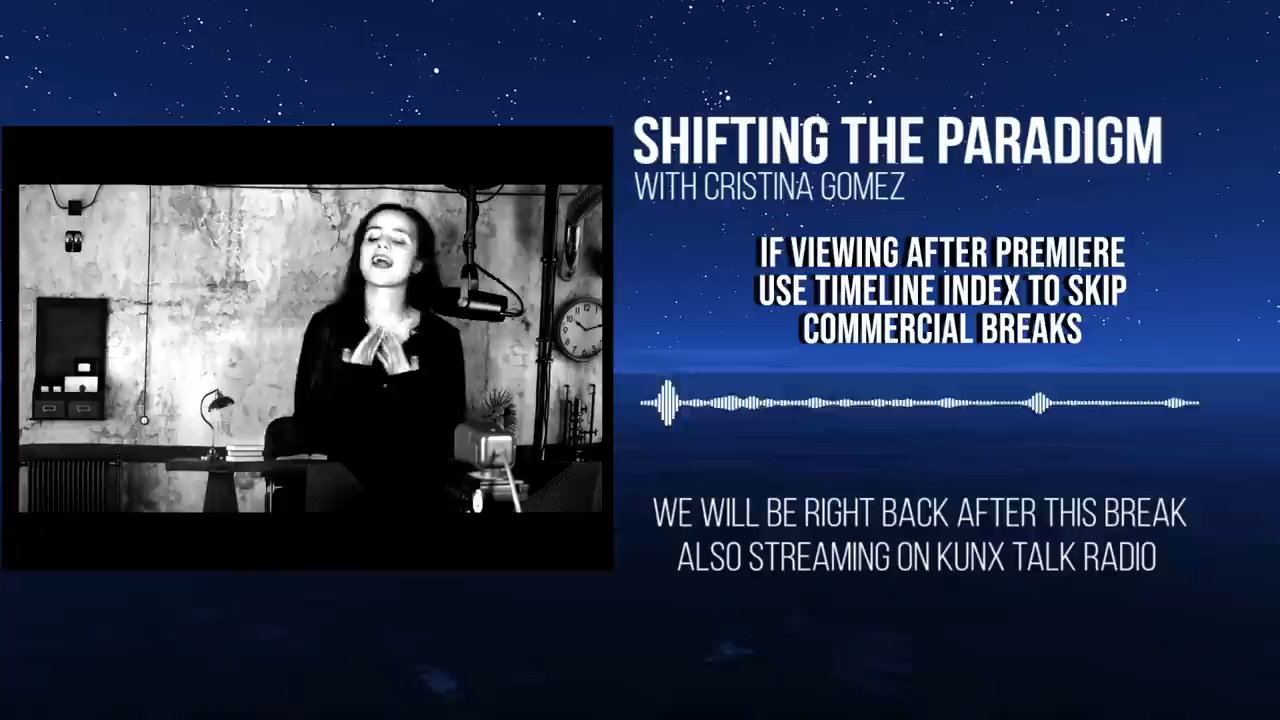 SHIFTING THE PARADIGM
WITH CRISTINA GOMEZ
IF VIEWING AFTER PREMIERE
USE TIMELINE INDEX TO SKIP
COMMERCIAL BREAKS
WE WILL BE RIGHT BACK AFTER THIS BREAK
ALSO STREAMING ON KUNX TALK RADIO